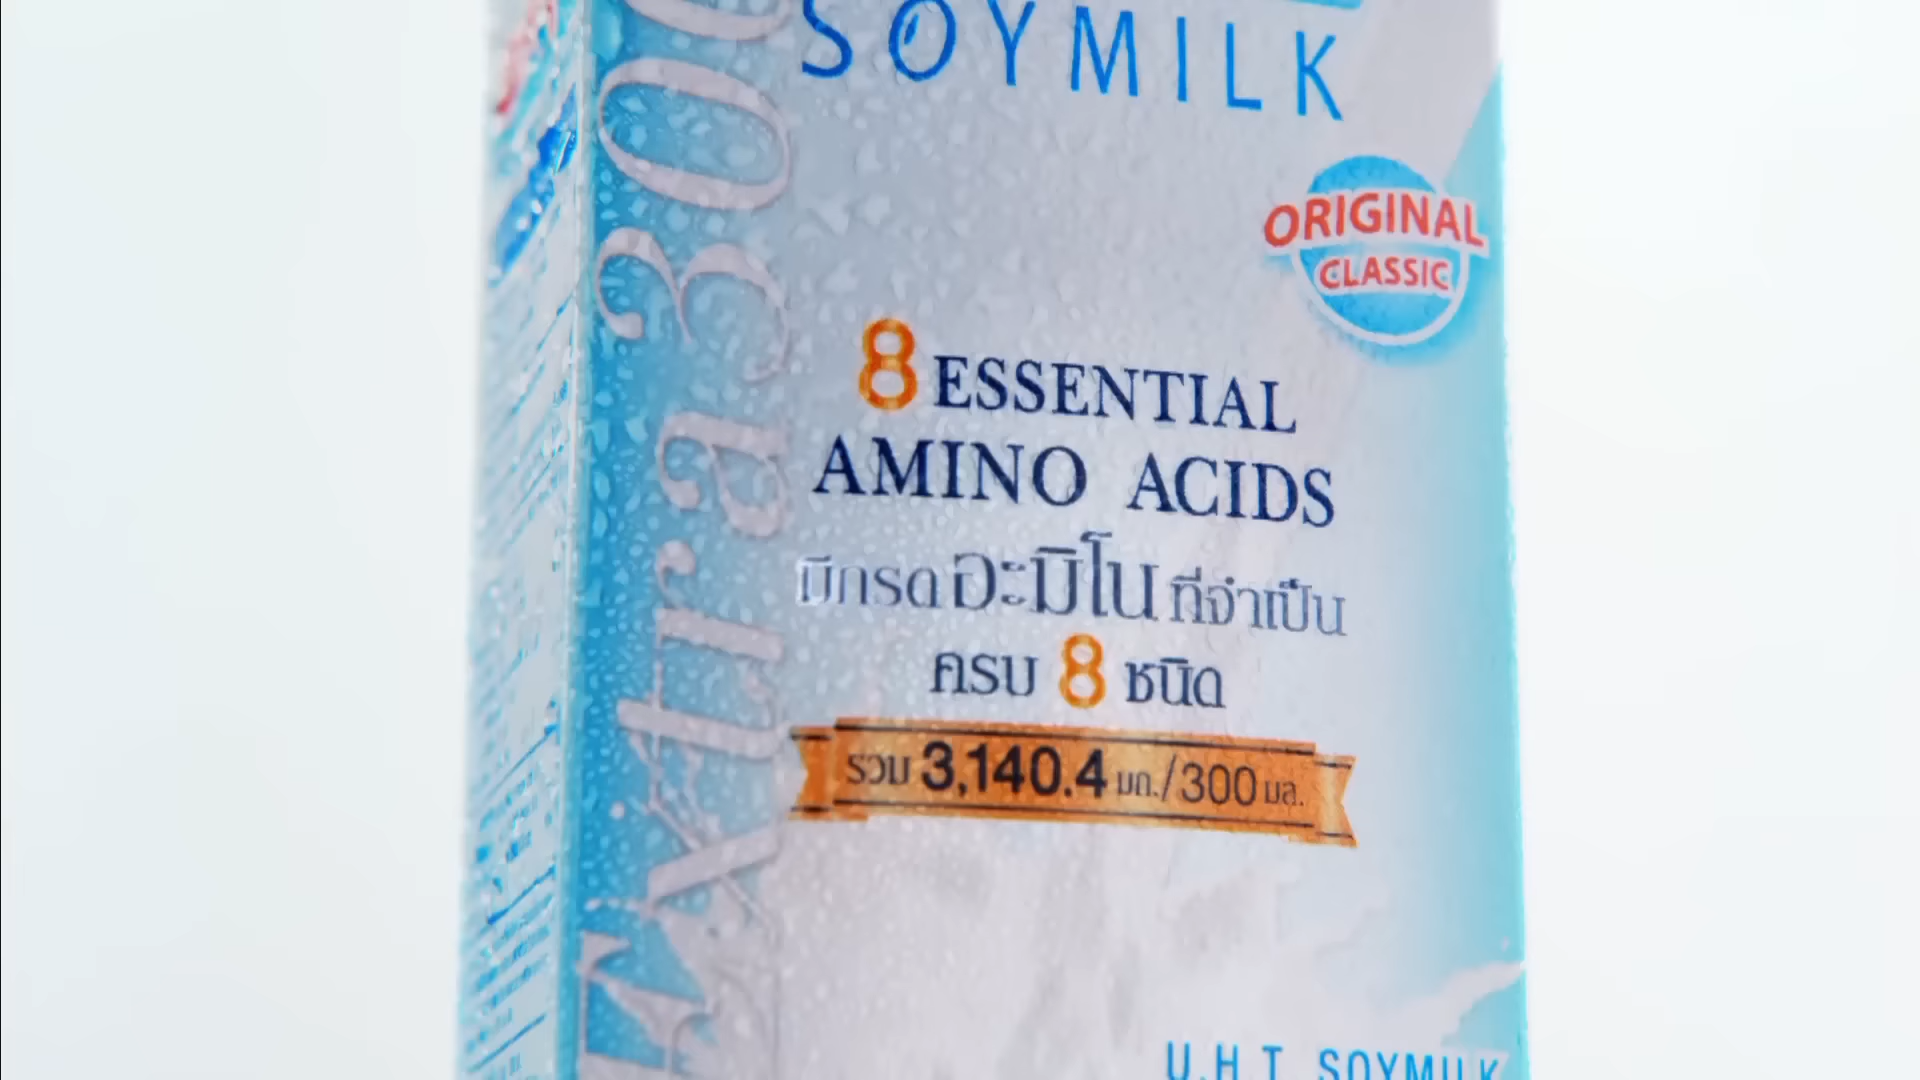 SOYMILK
Extra 300
ORIGINAL
CLASSIC
8 ESSENTIAL
AMINO ACIDS
มีกรดอะมิโนที่จำเป็น
ครบ 8 ชนิด
รวม 3,140.4 มก./300 มล.
U.H.T. SOYMILK